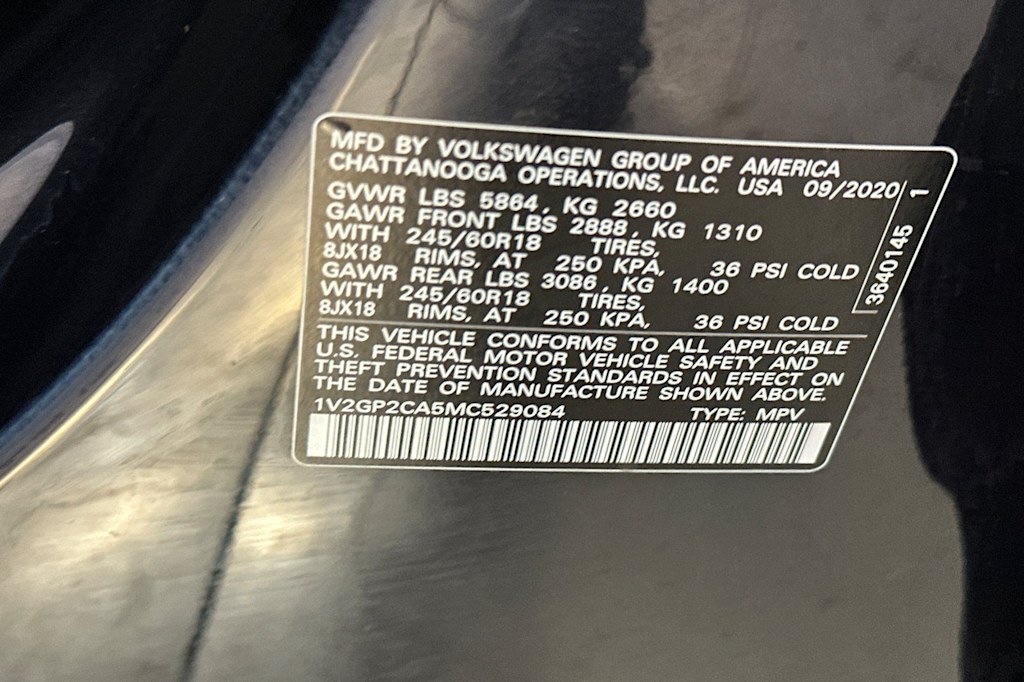 MFD BY VOLKSWAGEN GROUP OF AMERICA
CHATTANOOGA OPERATIONS, LLC. USA 09/2020
GVWR LBS 5864, KG 2660
GAWR FRONT LBS 2888, KG 1310
WITH 245/60R18 TIRES,
8JX18 RIMS, AT 250 KPA, 36 PSI COLD
GAWR REAR LBS 3086, KG 1400
WITH 245/60R18 TIRES,
8JX18 RIMS, AT 250 KPA, 36 PSI COLD
3640145 1
THIS VEHICLE CONFORMS TO ALL APPLICABLE
U.S. FEDERAL MOTOR VEHICLE SAFETY AND
THEFT PREVENTION STANDARDS IN EFFECT ON
THE DATE OF MANUFACTURE SHOWN ABOVE.
1V2GP2CA5MC529084 TYPE: MPV